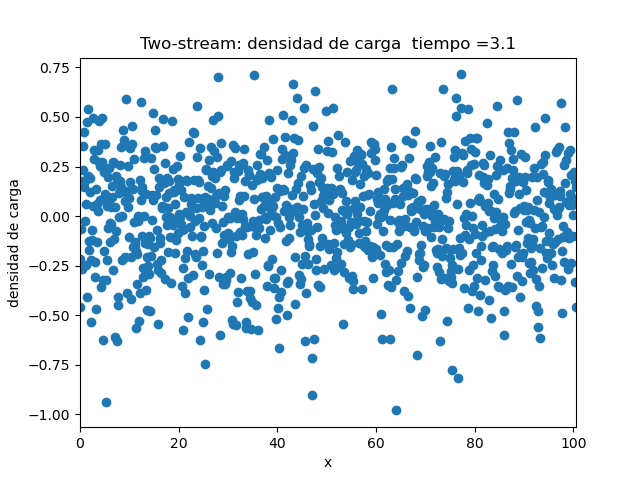 Two-stream: densidad de carga  tiempo =3.1
0.75
0.50
0.25
0.00
−0.25
−0.50
−0.75
−1.00
densidad de carga
0 20 40 60 80 100
x